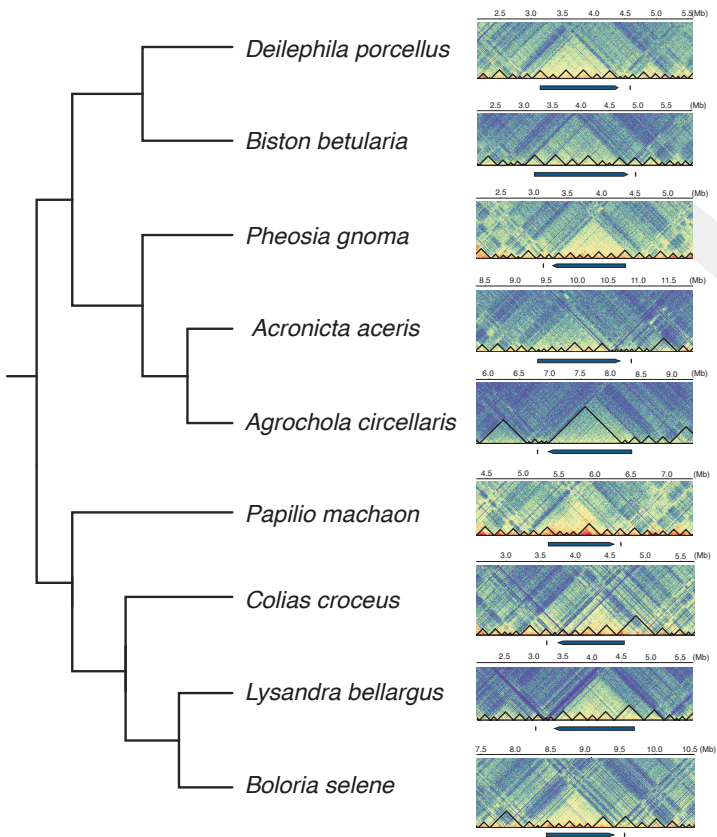 2.5 3.0 3.5 4.0 4.5 5.0 5.5 (Mb)
Deilephila porcellus
2.5 3.0 3.5 4.0 4.5 5.0 5.5 (Mb)
Biston betularia
2.5 3.0 3.5 4.0 4.5 5.0 (Mb)
Pheosia gnoma
8.5 9.0 9.5 10.0 10.5 11.0 11.5 (Mb)
Acronicta aceris
6.0 6.5 7.0 7.5 8.0 8.5 9.0 (Mb)
Agrochola circellaris
4.5 5.0 5.5 6.0 6.5 7.0 (Mb)
Papilio machaon
3.0 3.5 4.0 4.5 5.0 5.5 (Mb)
Colias croceus
2.5 3.0 3.5 4.0 4.5 5.0 5.5 (Mb)
Lysandra bellargus
7.5 8.0 8.5 9.0 9.5 10.0 10.5 (Mb)
Boloria selene